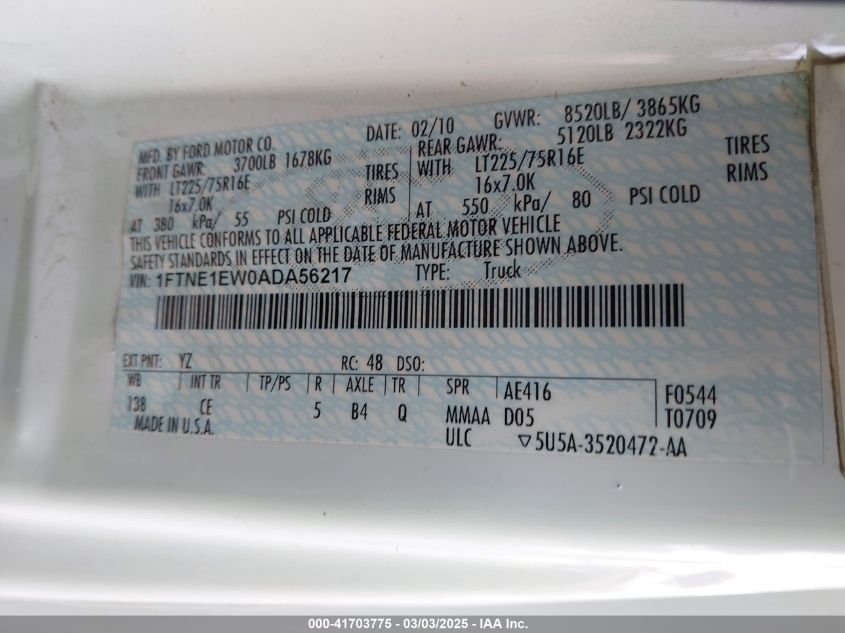 MFD. BY FORD MOTOR CO. DATE: 02/10 GVWR: 8520LB/ 3865KG
FRONT GAWR: 3700LB 1678KG REAR GAWR: 5120LB 2322KG
WITH LT225/75R16E TIRES WITH LT225/75R16E TIRES
16x7.0K RIMS 16x7.0K RIMS
AT 380 kPa/ 55 PSI COLD AT 550 kPa/ 80 PSI COLD
THIS VEHICLE CONFORMS TO ALL APPLICABLE FEDERAL MOTOR VEHICLE
SAFETY STANDARDS IN EFFECT ON THE DATE OF MANUFACTURE SHOWN ABOVE.
VIN: 1FTNE1EW0ADA56217 TYPE: Truck
EXT PNT: YZ RC: 48 DSO:
WB INT TR TP/PS R AXLE TR SPR AE416 F0544
138 CE 5 B4 Q MMAA D05 T0709
MADE IN U.S.A. ULC ▽5U5A-3520472-AA
000-41703775 — 03/03/2025 — IAA Inc.